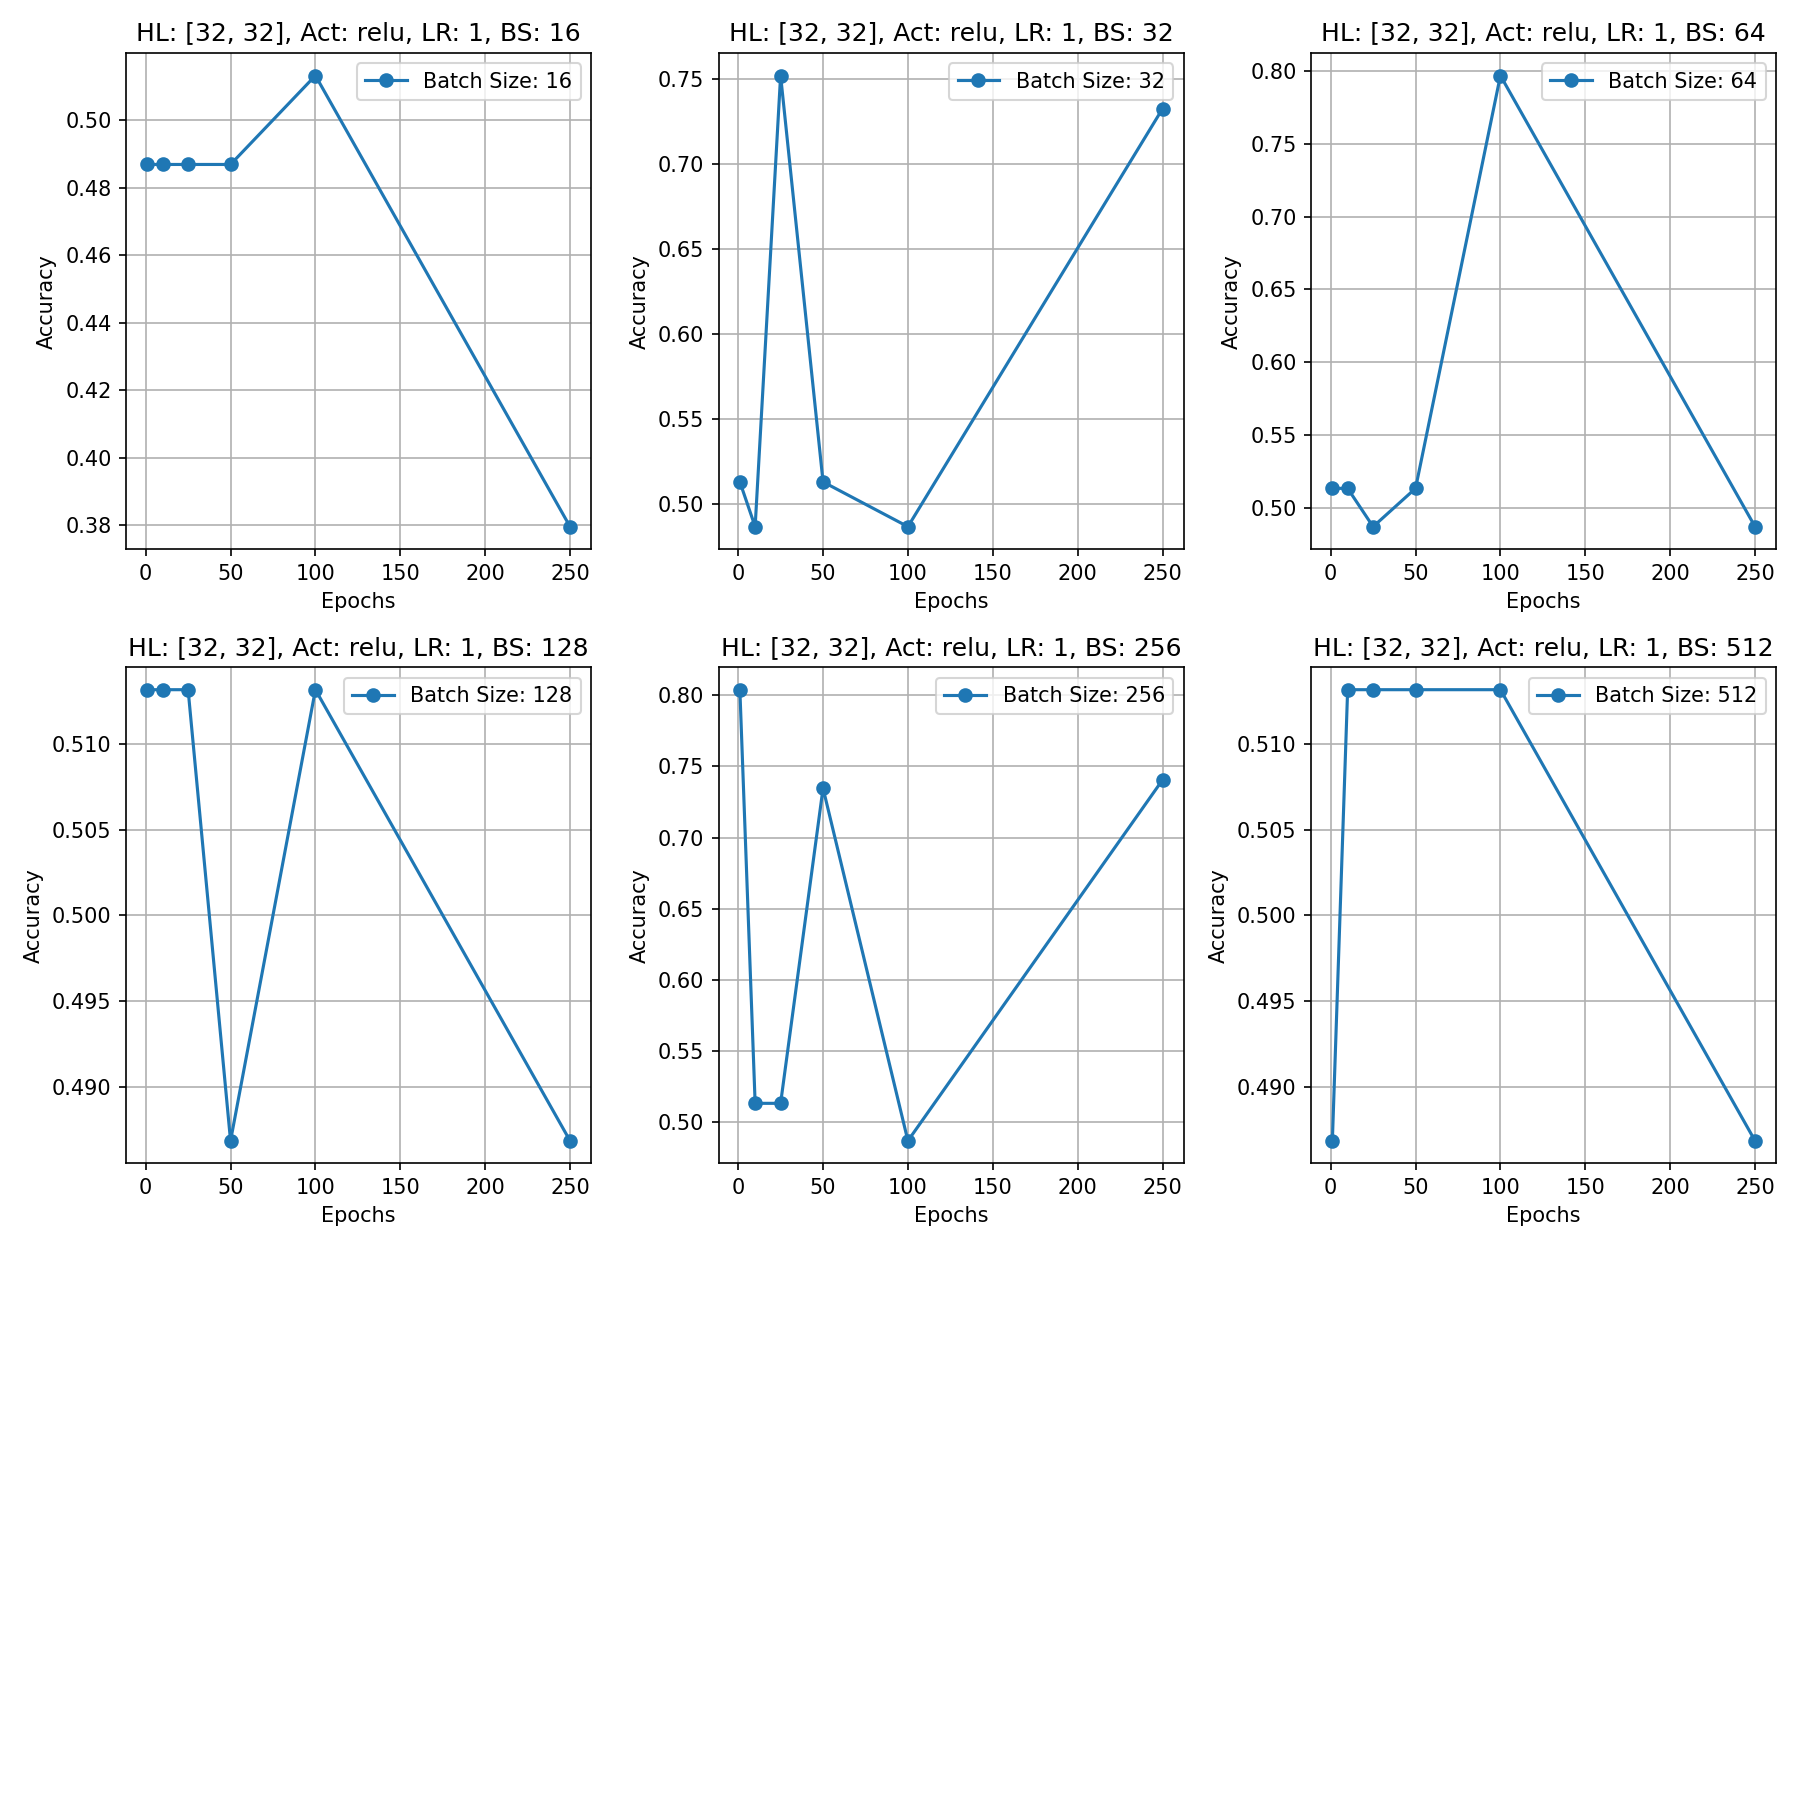 HL: [32, 32], Act: relu, LR: 1, BS: 16
Batch Size: 16
Accuracy
0.50
0.48
0.46
0.44
0.42
0.40
0.38
0 50 100 150 200 250
Epochs
HL: [32, 32], Act: relu, LR: 1, BS: 32
Batch Size: 32
Accuracy
0.75
0.70
0.65
0.60
0.55
0.50
0 50 100 150 200 250
Epochs
HL: [32, 32], Act: relu, LR: 1, BS: 64
Batch Size: 64
Accuracy
0.80
0.75
0.70
0.65
0.60
0.55
0.50
0 50 100 150 200 250
Epochs
HL: [32, 32], Act: relu, LR: 1, BS: 128
Batch Size: 128
Accuracy
0.510
0.505
0.500
0.495
0.490
0 50 100 150 200 250
Epochs
HL: [32, 32], Act: relu, LR: 1, BS: 256
Batch Size: 256
Accuracy
0.80
0.75
0.70
0.65
0.60
0.55
0.50
0 50 100 150 200 250
Epochs
HL: [32, 32], Act: relu, LR: 1, BS: 512
Batch Size: 512
Accuracy
0.510
0.505
0.500
0.495
0.490
0 50 100 150 200 250
Epochs